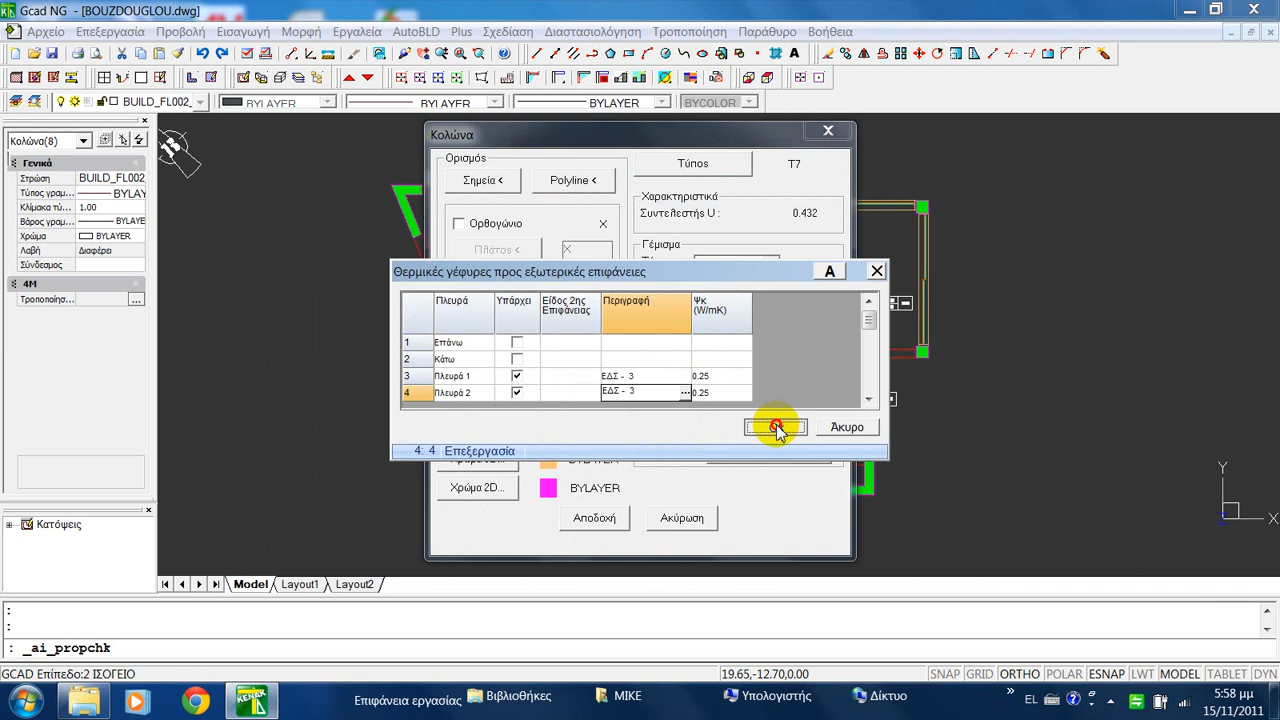 Gcad NG - [BOUZDOUGLOU.dwg]
Αρχείο Επεξεργασία Προβολή Εισαγωγή Μορφή Εργαλεία AutoBLD Plus Σχεδίαση Διαστασιολόγηση Τροποποίηση Παράθυρο Βοήθεια
BUILD_FL002_ BYLAYER BYLAYER BYLAYER BYCOLOR
Κολώνα(8)
Γενικά
Στρώση BUILD_FL002_
Τύπος γραμ... BYLAY
Κλίμακα τύ... 1.00
Βάρος γραμ... BYLAYE
Χρώμα BYLAYER
Λαβή Διαφέρει
Σύνδεσμος
4M
Τροποποίησ... ...
Κατόψεις
Κολώνα
Ορισμός
Σημεία <
Polyline <
Ορθογώνιο X
Πλάτος < X
Τύπος T7
Χαρακτηριστικά
Συντελεστής U : 0.432
Γέμισμα
Θερμικές γέφυρες προς εξωτερικές επιφάνειες A
Πλευρά Υπάρχει Είδος 2ης Επιφάνειας Περιγραφή Ψκ (W/mK)
1 Επάνω
2 Κάτω
3 Πλευρά 1 ΕΔΣ - 3 0.25
4 Πλευρά 2 ΕΔΣ - 3 ... 0.25
Άκυρο
4: 4 Επεξεργασία
BYLAYER
Χρώμα 2D... BYLAYER
Αποδοχή Ακύρωση
Y
X
Z
Model Layout1 Layout2
:
:
: _ai_propchk
GCAD Επίπεδο:2 ΙΣΟΓΕΙΟ 19.65,-12.70,0.00 SNAP GRID ORTHO POLAR ESNAP LWT MODEL TABLET DYN
KENAK Επιφάνεια εργασίας Βιβλιοθήκες MIKE Υπολογιστής Δίκτυο » EL 5:58 μμ
15/11/2011